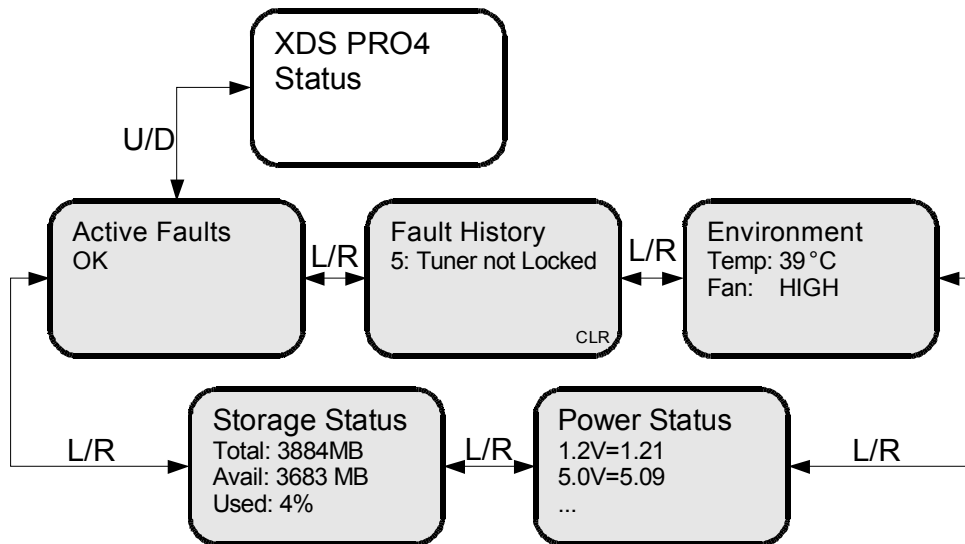 XDS PRO4
Status
U/D
Active Faults
OK
L/R
Fault History
5: Tuner not Locked
CLR
L/R
Environment
Temp: 39°C
Fan: HIGH
L/R
Storage Status
Total: 3884MB
Avail: 3683 MB
Used: 4%
L/R
Power Status
1.2V=1.21
5.0V=5.09
...
L/R